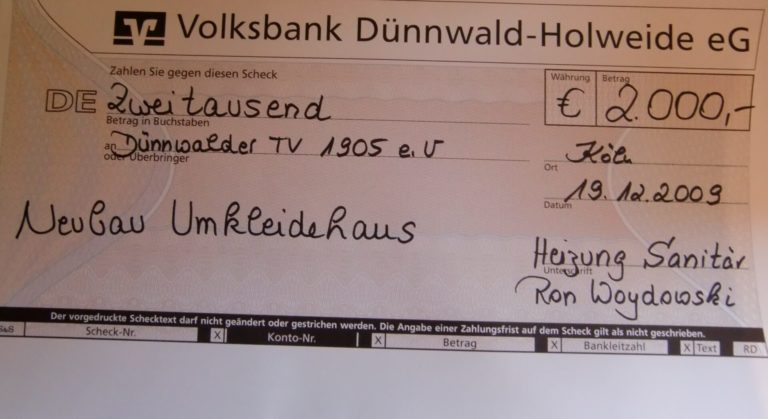 Volksbank Dünnwald-Holweide eG
Zahlen Sie gegen diesen Scheck
Währung Betrag
DE Zweitausend € 2.000,-
Betrag in Buchstaben
an Dünnwalder TV 1905 e.V Köln
oder Überbringer Ort
19.12.2009
Datum
Neubau Umkleidehaus
Heizung Sanitär
Unterschrift
Ron Woydowski
Der vorgedruckte Schecktext darf nicht geändert oder gestrichen werden. Die Angabe einer Zahlungsfrist auf dem Scheck gilt als nicht geschrieben.
Scheck-Nr. X Konto-Nr. X Betrag X Bankleitzahl X Text RD